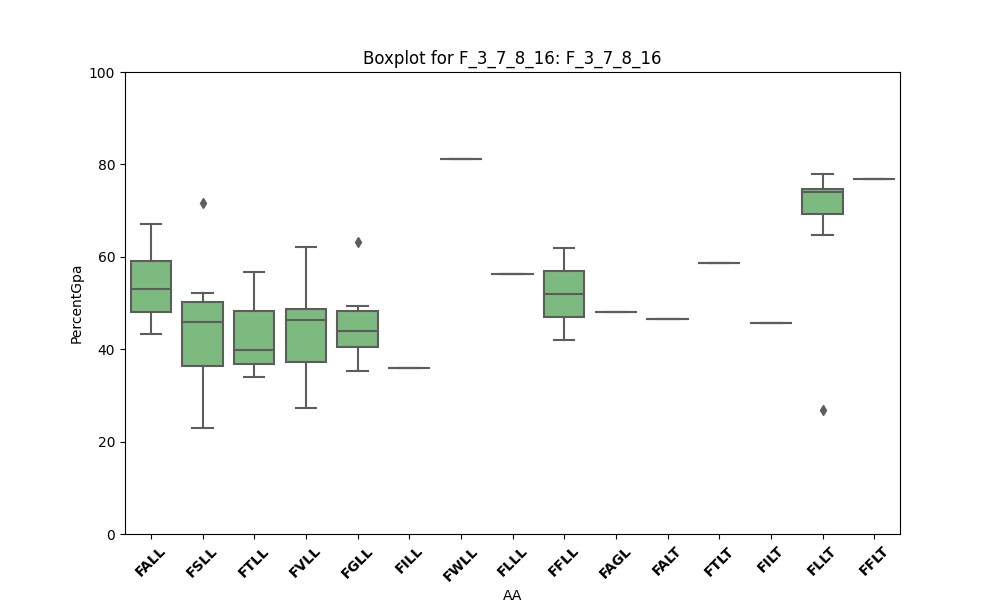 Boxplot for F_3_7_8_16: F_3_7_8_16
100
80
60
40
20
0
PercentGpa
FALL
FSLL
FTLL
FVLL
FGLL
FILL
FWLL
FLLL
FFLL
FAGL
FALT
FTLT
FILT
FLLT
FFLT
AA